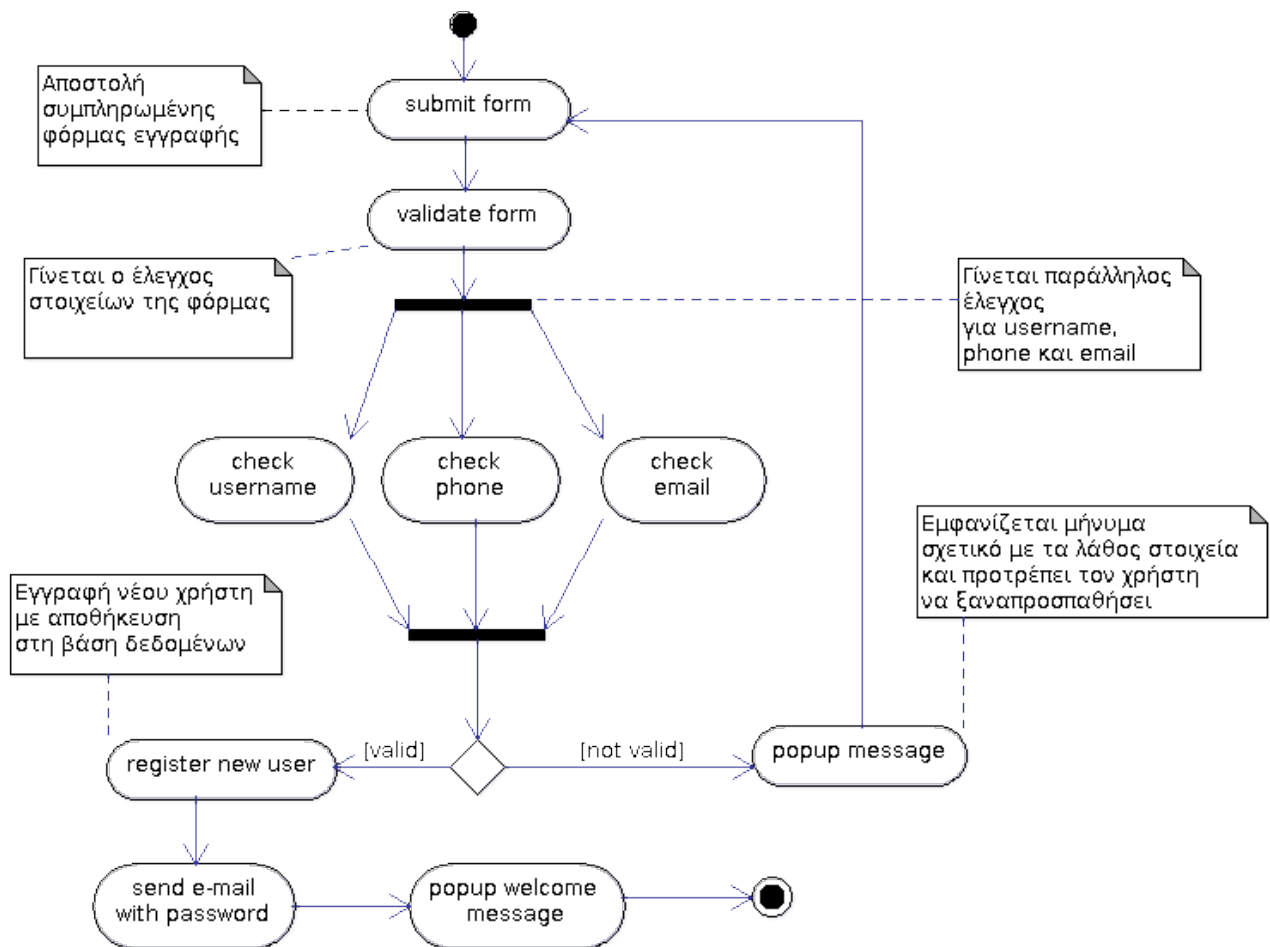 Αποστολή
συμπληρωμένης
φόρμας εγγραφής
submit form
validate form
Γίνεται ο έλεγχος
στοιχείων της φόρμας
Γίνεται παράλληλος
έλεγχος
για username,
phone και email
check
username
check
phone
check
email
Εμφανίζεται μήνυμα
σχετικό με τα λάθος στοιχεία
και προτρέπει τον χρήστη
να ξαναπροσπαθήσει
Εγγραφή νέου χρήστη
με αποθήκευση
στη βάση δεδομένων
[valid]
[not valid]
register new user
popup message
send e-mail
with password
popup welcome
message